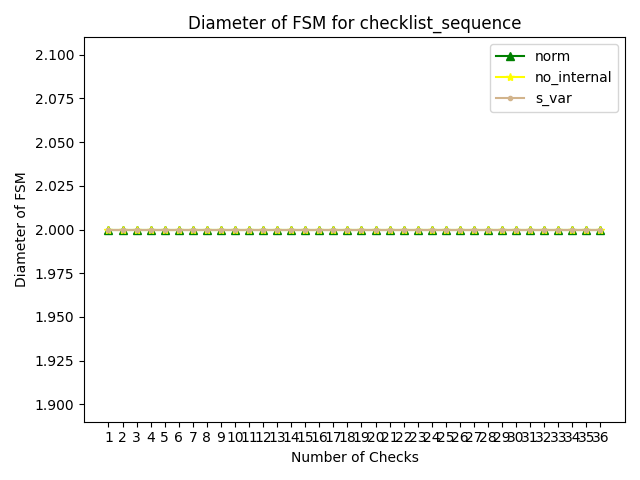 Diameter of FSM for checklist_sequence
norm
no_internal
s_var
2.100
2.075
2.050
2.025
2.000
1.975
1.950
1.925
1.900
Diameter of FSM
1 2 3 4 5 6 7 8 9 10 11 12 13 14 15 16 17 18 19 20 21 22 23 24 25 26 27 28 29 30 31 32 33 34 35 36
Number of Checks